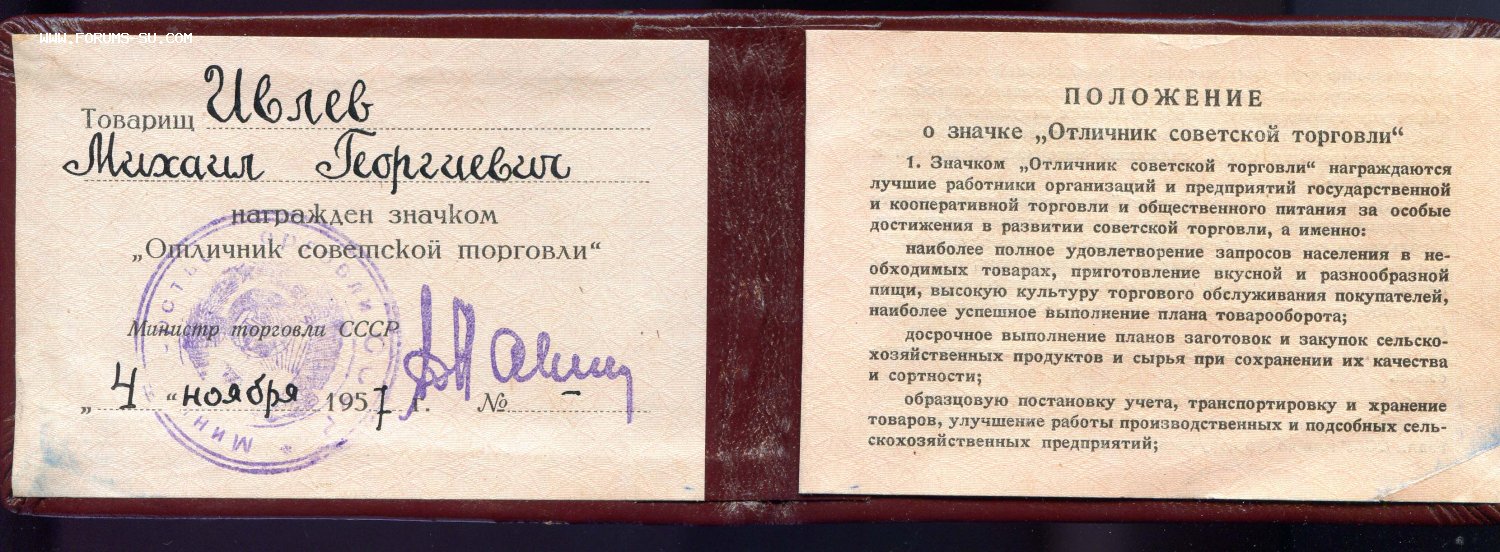 WWW.FORUMS-SU.COM
Товарищ Ивлев
Михаил Георгиевич
награжден значком
„Отличник советской торговли“
Министр торговли СССР
„4“ ноября 1957 г. № –
ПОЛОЖЕНИЕ
о значке „Отличник советской торговли“
1. Значком „Отличник советской торговли“ награждаются
лучшие работники организаций и предприятий государственной
и кооперативной торговли и общественного питания за особые
достижения в развитии советской торговли, а именно:
наиболее полное удовлетворение запросов населения в не-
обходимых товарах, приготовление вкусной и разнообразной
пищи, высокую культуру торгового обслуживания покупателей,
наиболее успешное выполнение плана товарооборота;
досрочное выполнение планов заготовок и закупок сельско-
хозяйственных продуктов и сырья при сохранении их качества
и сортности;
образцовую постановку учета, транспортировку и хранение
товаров, улучшение работы производственных и подсобных сель-
скохозяйственных предприятий;